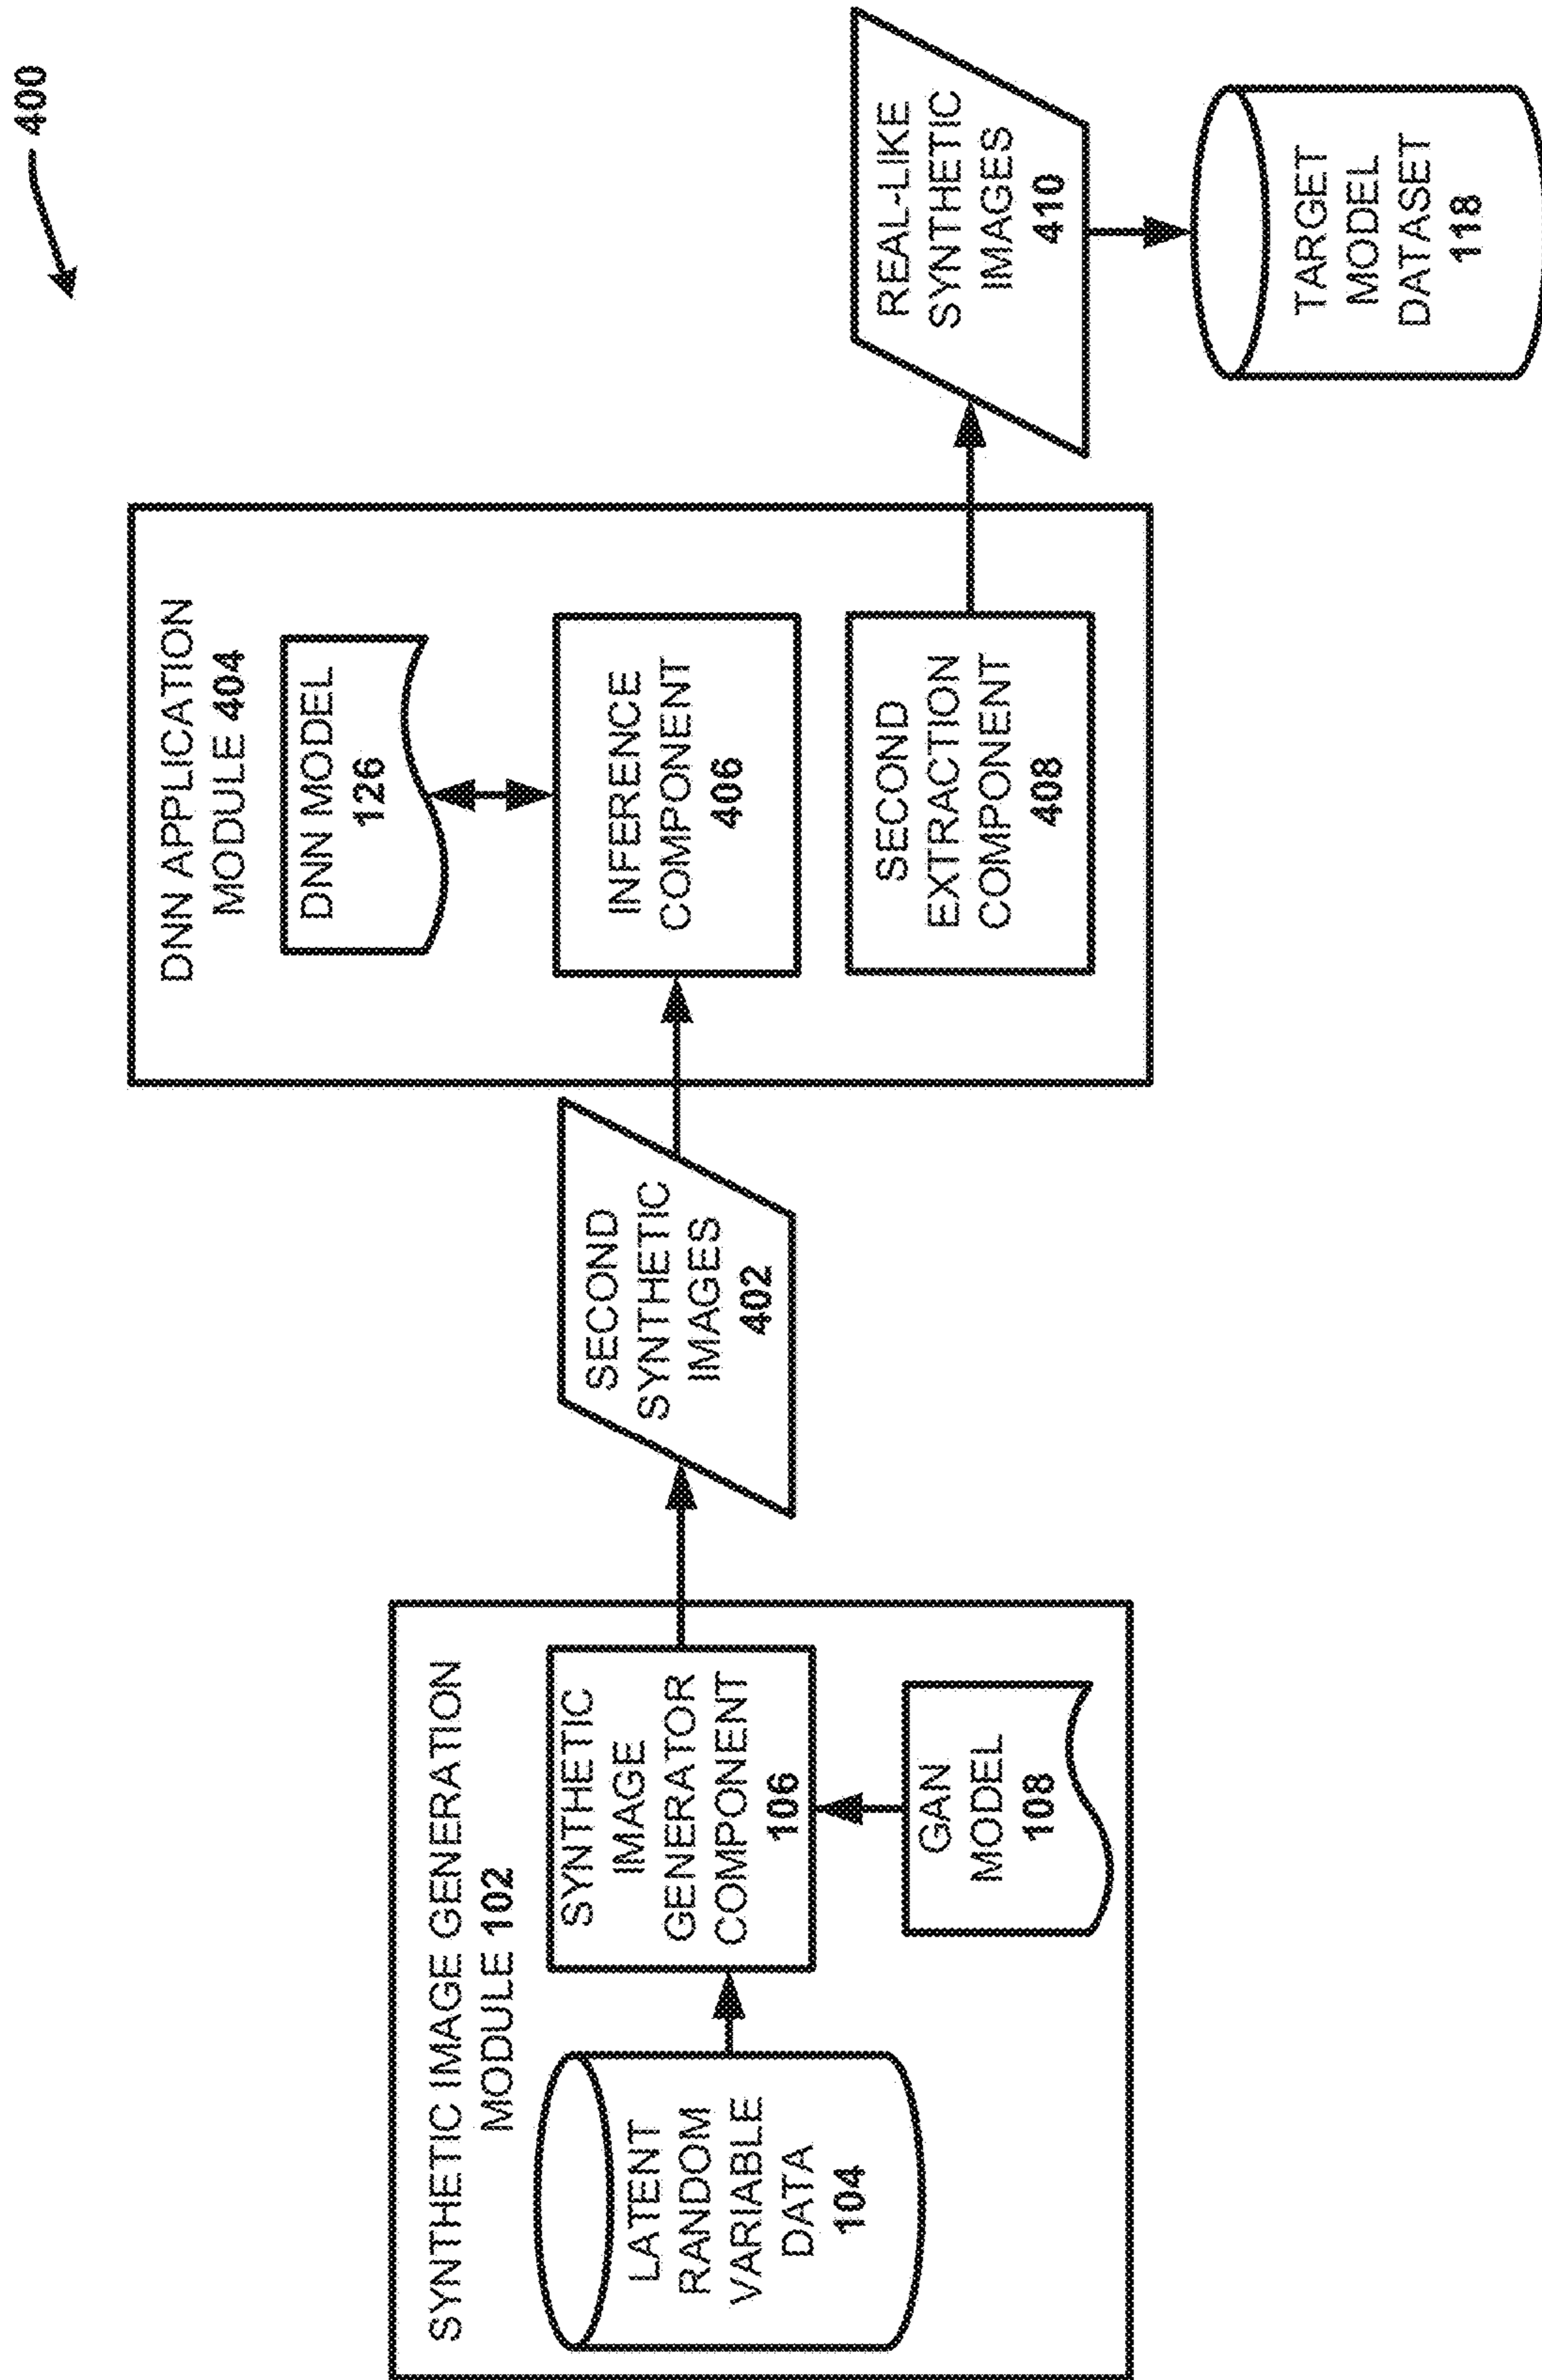 400
SYNTHETIC IMAGE GENERATION
MODULE 102
LATENT
RANDOM
VARIABLE
DATA
104
SYNTHETIC
IMAGE
GENERATOR
COMPONENT
106
GAN
MODEL
108
SECOND
SYNTHETIC
IMAGES
402
DNN APPLICATION
MODULE 404
DNN MODEL
126
INFERENCE
COMPONENT
406
SECOND
EXTRACTION
COMPONENT
408
REAL-LIKE
SYNTHETIC
IMAGES
410
TARGET
MODEL
DATASET
118